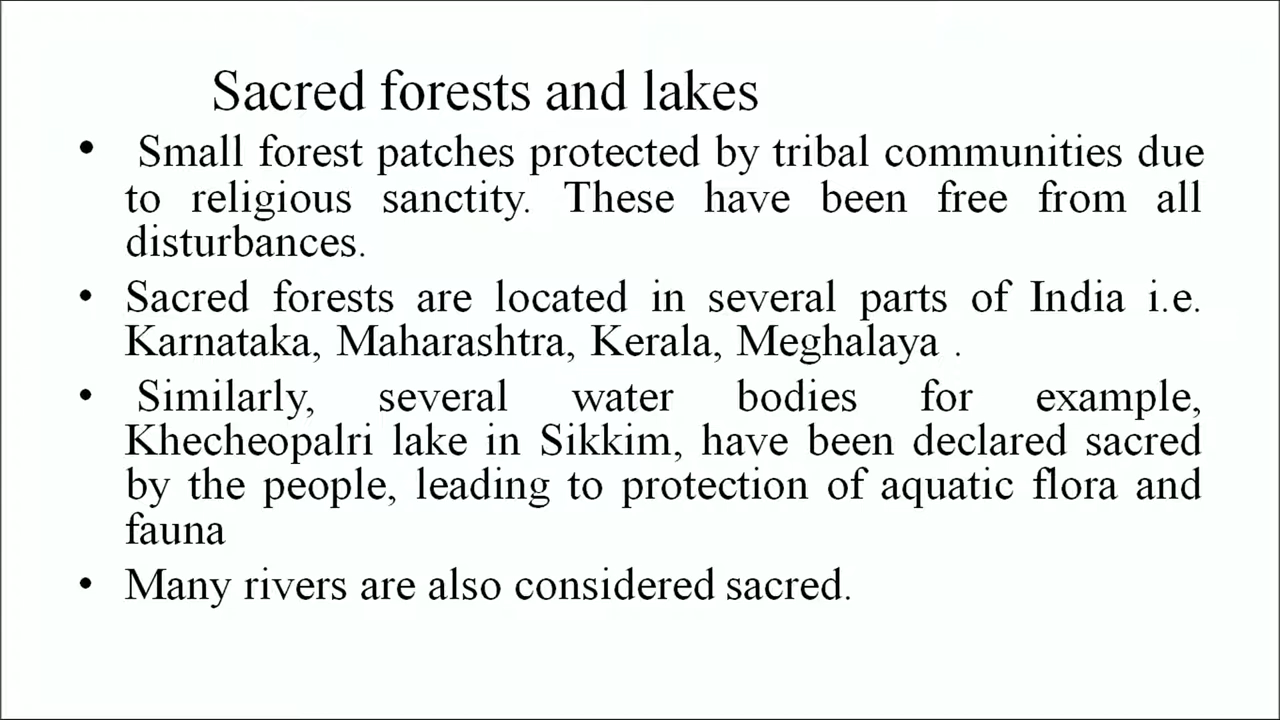 Sacred forests and lakes
• Small forest patches protected by tribal communities due
to religious sanctity. These have been free from all
disturbances.
• Sacred forests are located in several parts of India i.e.
Karnataka, Maharashtra, Kerala, Meghalaya .
• Similarly, several water bodies for example,
Khecheopalri lake in Sikkim, have been declared sacred
by the people, leading to protection of aquatic flora and
fauna
• Many rivers are also considered sacred.